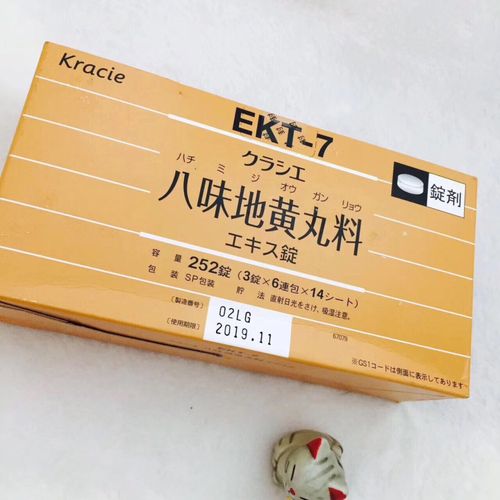 Kracie
EKT-7
クラシエ
ハチ ミ ジ オウ ガン リョウ
八味地黄丸料
エキス錠
錠剤
容量 252錠(3錠×6連包×14シート)
包装 SP包装 貯法 直射日光をさけ、吸湿注意。
〔製造番号〕 02LG
〔使用期限〕 2019.11
67079
※GS1コードは側面に表示してあります